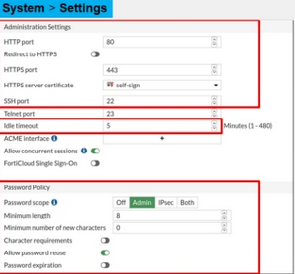 System > Settings
Administration Settings
HTTP port 80
Redirect to HTTPS
HTTPS port 443
HTTPS server certificate self-sign
SSH port 22
Telnet port 23
Idle timeout 5 Minutes (1 - 480)
ACME Interface +
Allow concurrent sessions
FortiCloud Single Sign-On
Password Policy
Password scope Off Admin IPsec Both
Minimum length 8
Minimum number of new characters 0
Character requirements
Allow password reuse
Password expiration